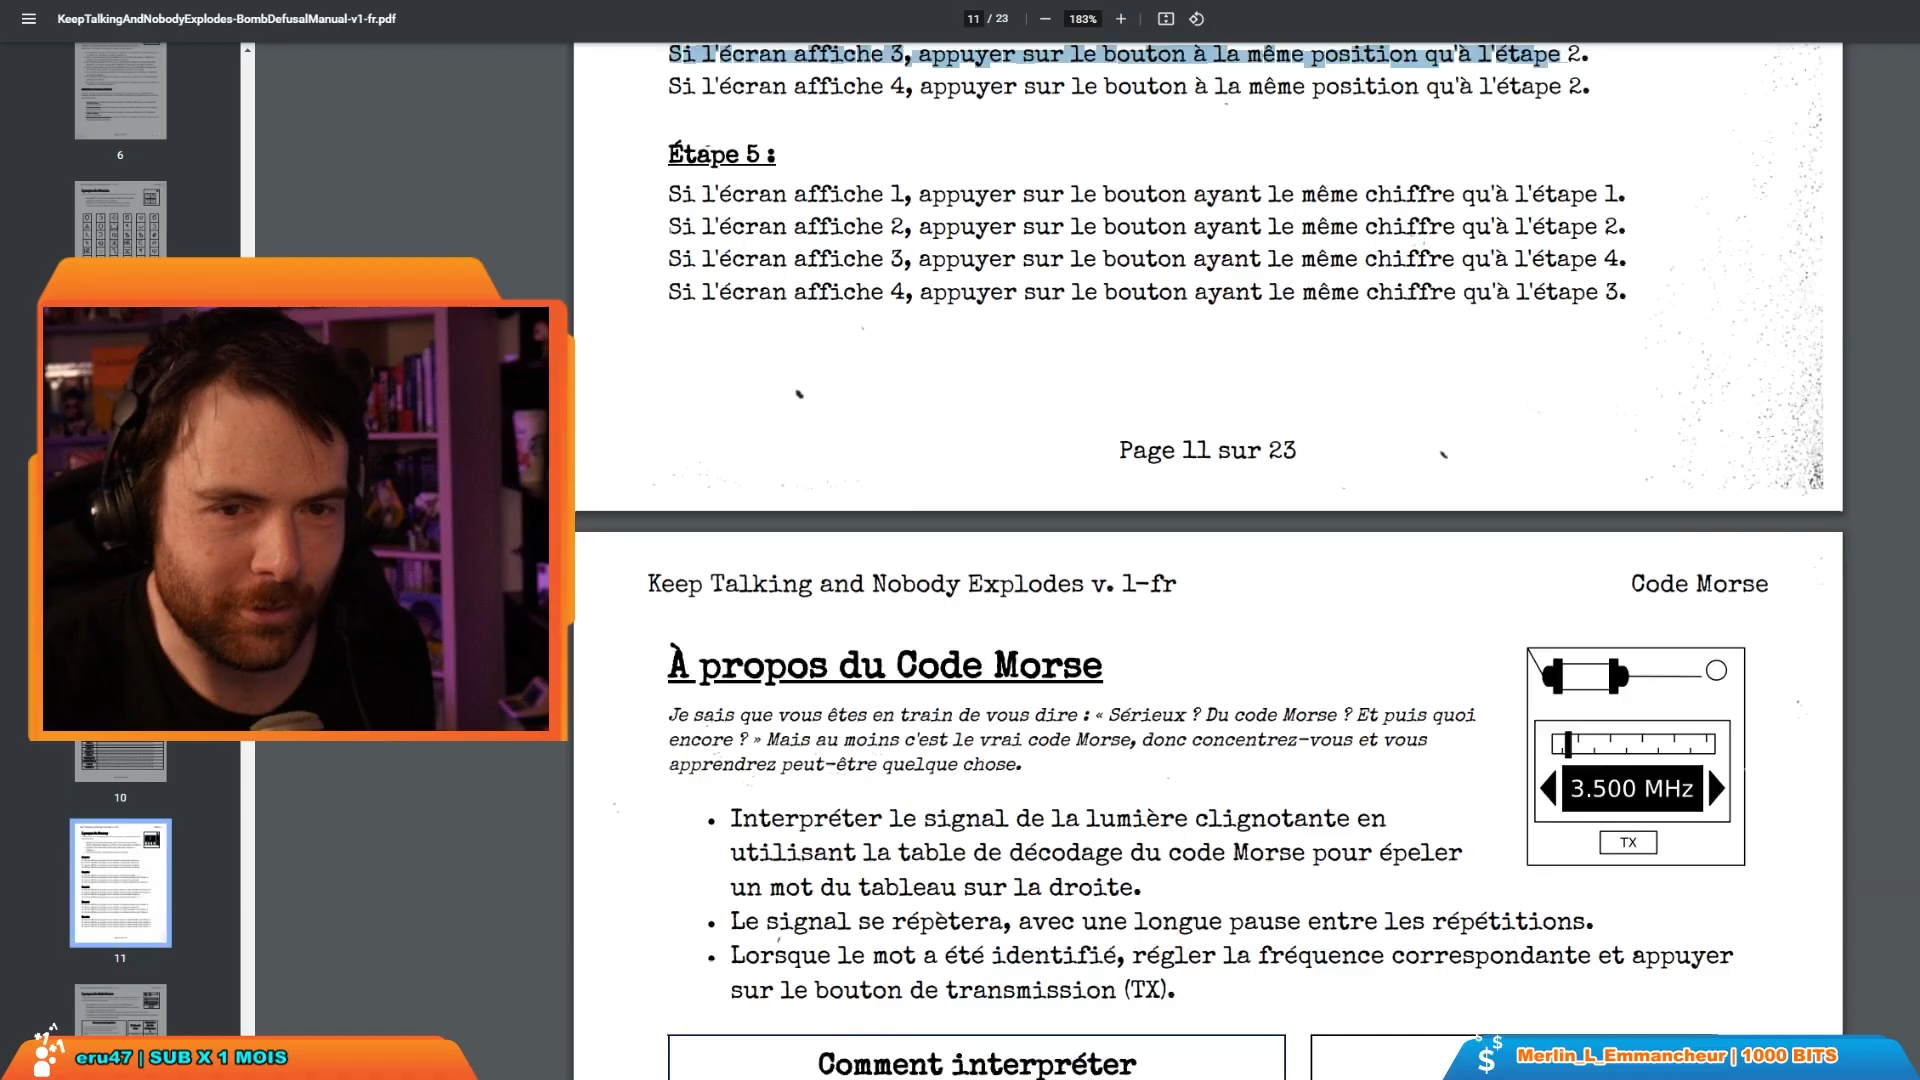 KeepTalkingAndNobodyExplodes-BombDefusalManual-v1-fr.pdf
11 / 23
183%
Si l'écran affiche 3, appuyer sur le bouton à la même position qu'à l'étape 2.
Si l'écran affiche 4, appuyer sur le bouton à la même position qu'à l'étape 2.
Étape 5 :
Si l'écran affiche 1, appuyer sur le bouton ayant le même chiffre qu'à l'étape 1.
Si l'écran affiche 2, appuyer sur le bouton ayant le même chiffre qu'à l'étape 2.
Si l'écran affiche 3, appuyer sur le bouton ayant le même chiffre qu'à l'étape 4.
Si l'écran affiche 4, appuyer sur le bouton ayant le même chiffre qu'à l'étape 3.
Page 11 sur 23
Keep Talking and Nobody Explodes v. 1-fr
Code Morse
À propos du Code Morse
Je sais que vous êtes en train de vous dire : « Sérieux ? Du code Morse ? Et puis quoi
encore ? » Mais au moins c'est le vrai code Morse, donc concentrez-vous et vous
apprendrez peut-être quelque chose.
3.500 MHz
TX
• Interpréter le signal de la lumière clignotante en
utilisant la table de décodage du code Morse pour épeler
un mot du tableau sur la droite.
• Le signal se répètera, avec une longue pause entre les répétitions.
• Lorsque le mot a été identifié, régler la fréquence correspondante et appuyer
sur le bouton de transmission (TX).
Comment interpréter
6
10
11
eru47 | SUB X 1 MOIS
Merlin_L_Emmancheur | 1000 BITS